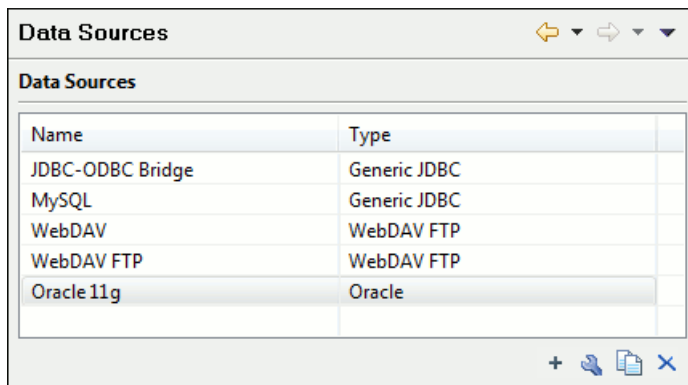 Data Sources
Data Sources
Name Type
JDBC-ODBC Bridge Generic JDBC
MySQL Generic JDBC
WebDAV WebDAV FTP
WebDAV FTP WebDAV FTP
Oracle 11g Oracle